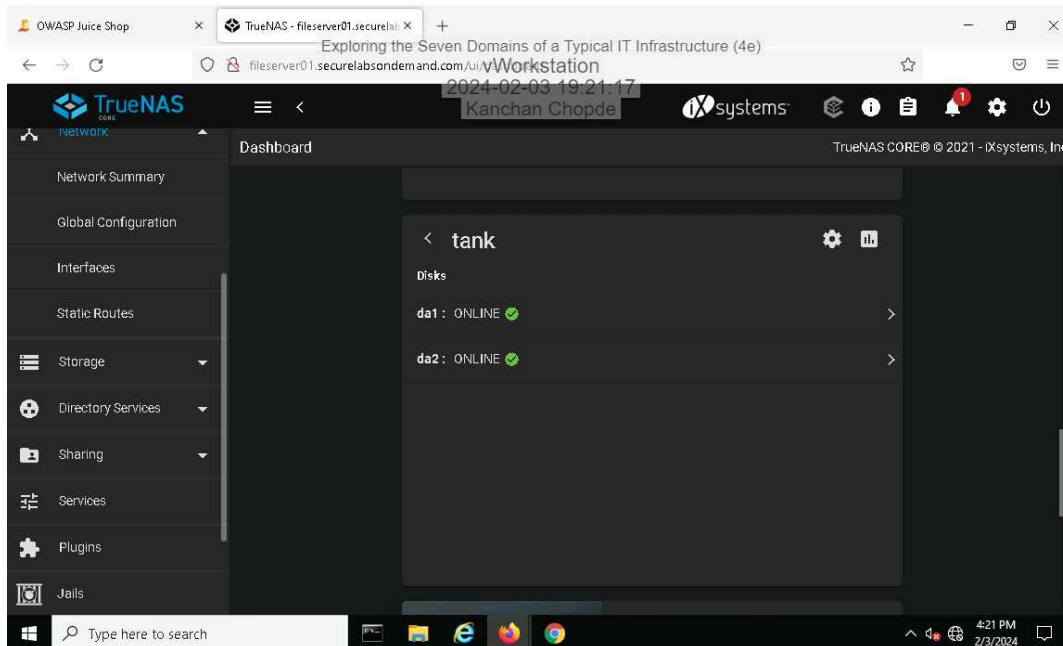 OWASP Juice Shop
TrueNAS - fileserver01.securelab
Exploring the Seven Domains of a Typical IT Infrastructure (4e)
fileserver01.securelabsondemand.com/ui/
vWorkstation
2024-02-03 19:21:17
Kanchan Chopde
TrueNAS
CORE
iXsystems
1
Network
Dashboard
TrueNAS CORE® © 2021 - iXsystems, Inc
Network Summary
Global Configuration
tank
Interfaces
Disks
Static Routes
da1 : ONLINE
Storage
da2 : ONLINE
Directory Services
Sharing
Services
Plugins
Jails
Type here to search
4:21 PM
2/3/2024